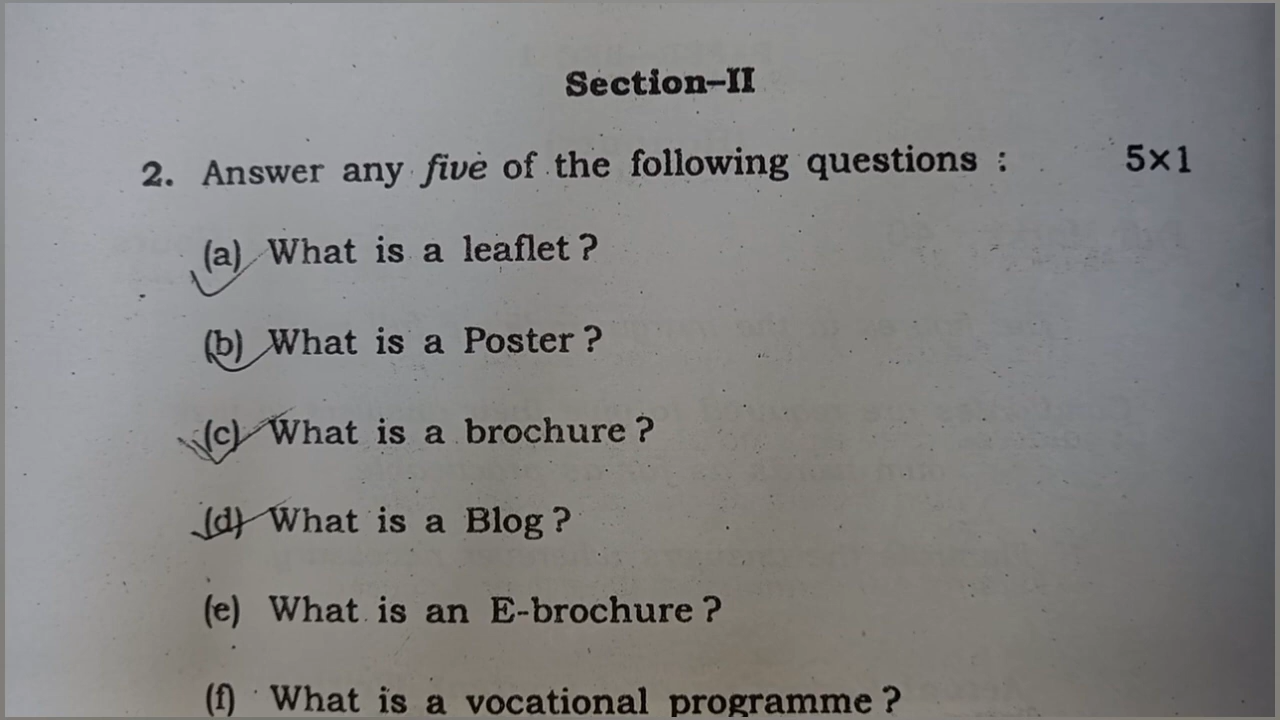 Section–II
2. Answer any five of the following questions : 5×1
(a) What is a leaflet ?
(b) What is a Poster ?
(c) What is a brochure ?
(d) What is a Blog ?
(e) What is an E-brochure ?
(f) What is a vocational programme ?